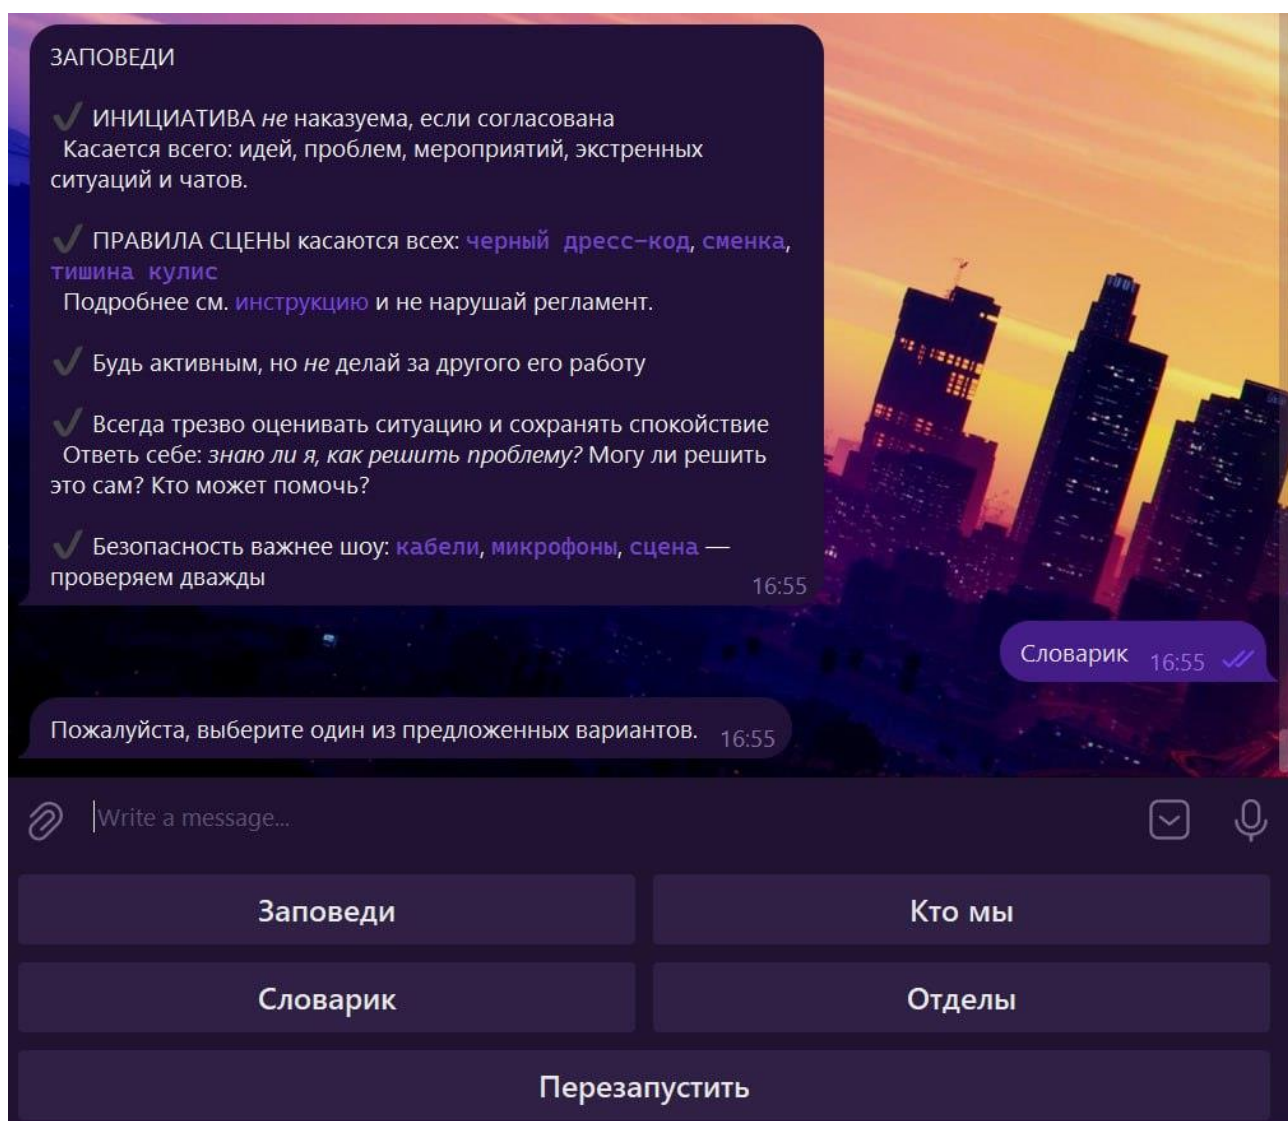 ЗАПОВЕДИ
✔ ИНИЦИАТИВА не наказуема, если согласована
Касается всего: идей, проблем, мероприятий, экстренных
ситуаций и чатов.
✔ ПРАВИЛА СЦЕНЫ касаются всех: черный дресс-код, сменка,
тишина кулис
Подробнее см. инструкцию и не нарушай регламент.
✔ Будь активным, но не делай за другого его работу
✔ Всегда трезво оценивать ситуацию и сохранять спокойствие
Ответь себе: знаю ли я, как решить проблему? Могу ли решить
это сам? Кто может помочь?
✔ Безопасность важнее шоу: кабели, микрофоны, сцена —
проверяем дважды
16:55
Словарик 16:55
Пожалуйста, выберите один из предложенных вариантов. 16:55
Write a message...
Заповеди
Кто мы
Словарик
Отделы
Перезапустить